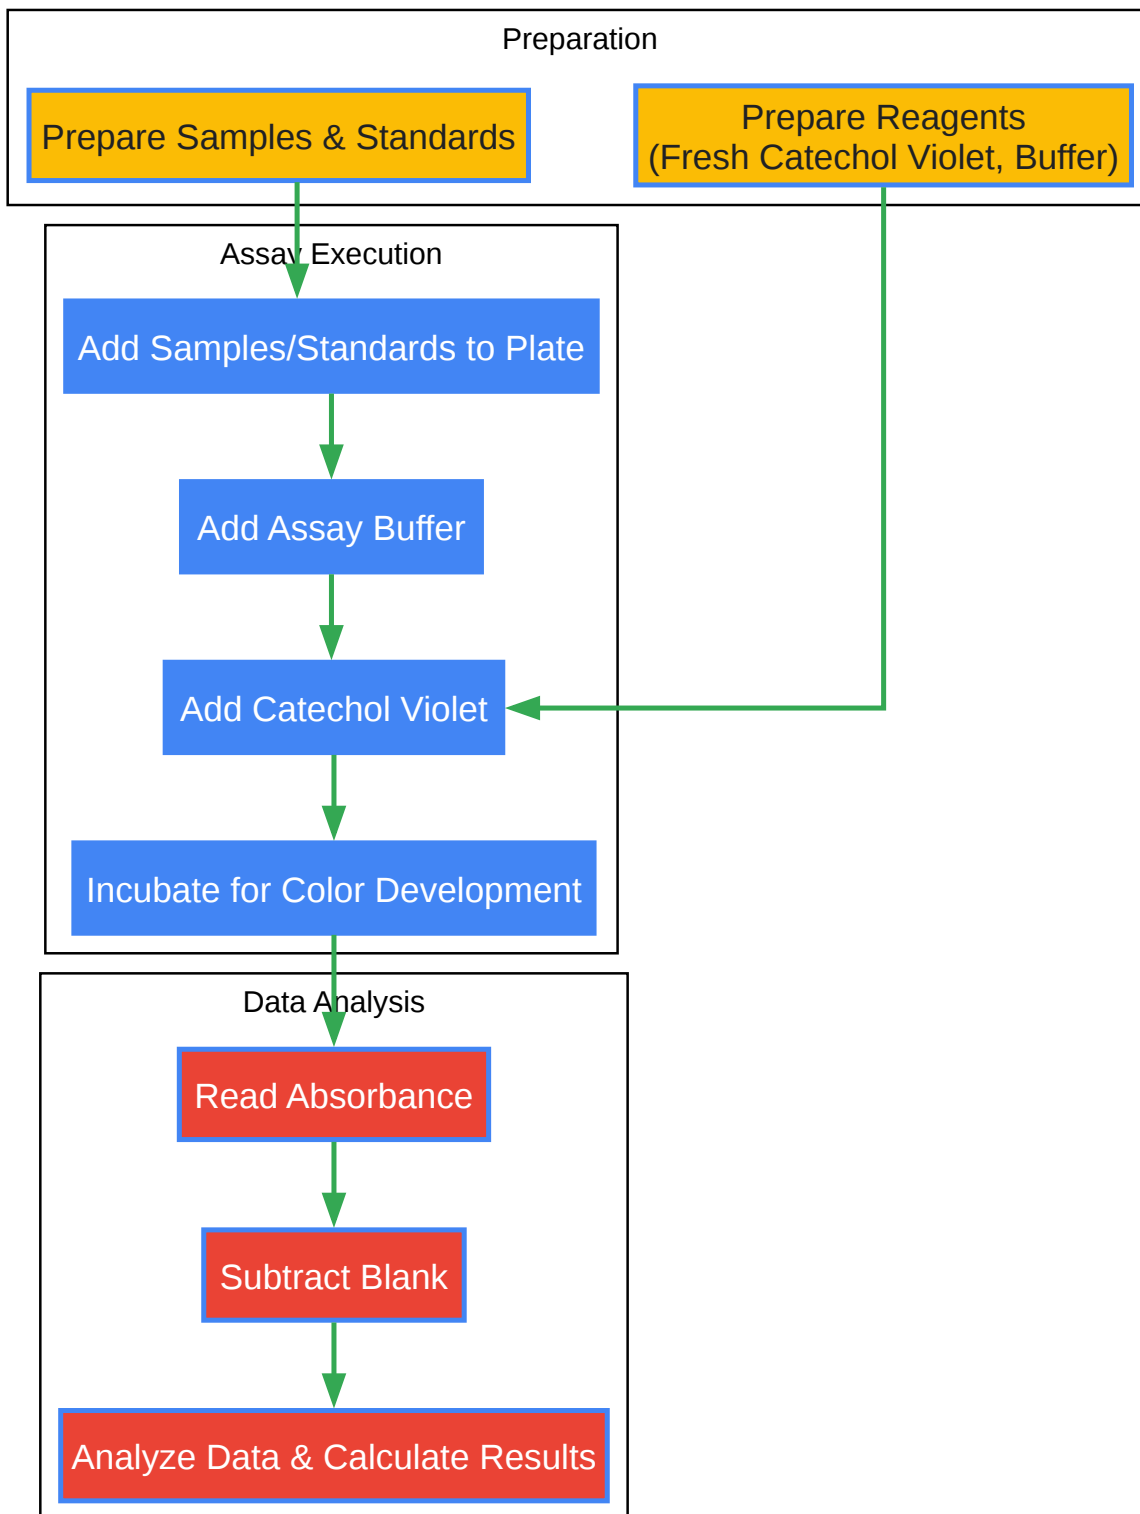 Preparation
Prepare Samples & Standards
Prepare Reagents
(Fresh Catechol Violet, Buffer)
Assay Execution
Add Samples/Standards to Plate
Add Assay Buffer
Add Catechol Violet
Incubate for Color Development
Data Analysis
Read Absorbance
Subtract Blank
Analyze Data & Calculate Results